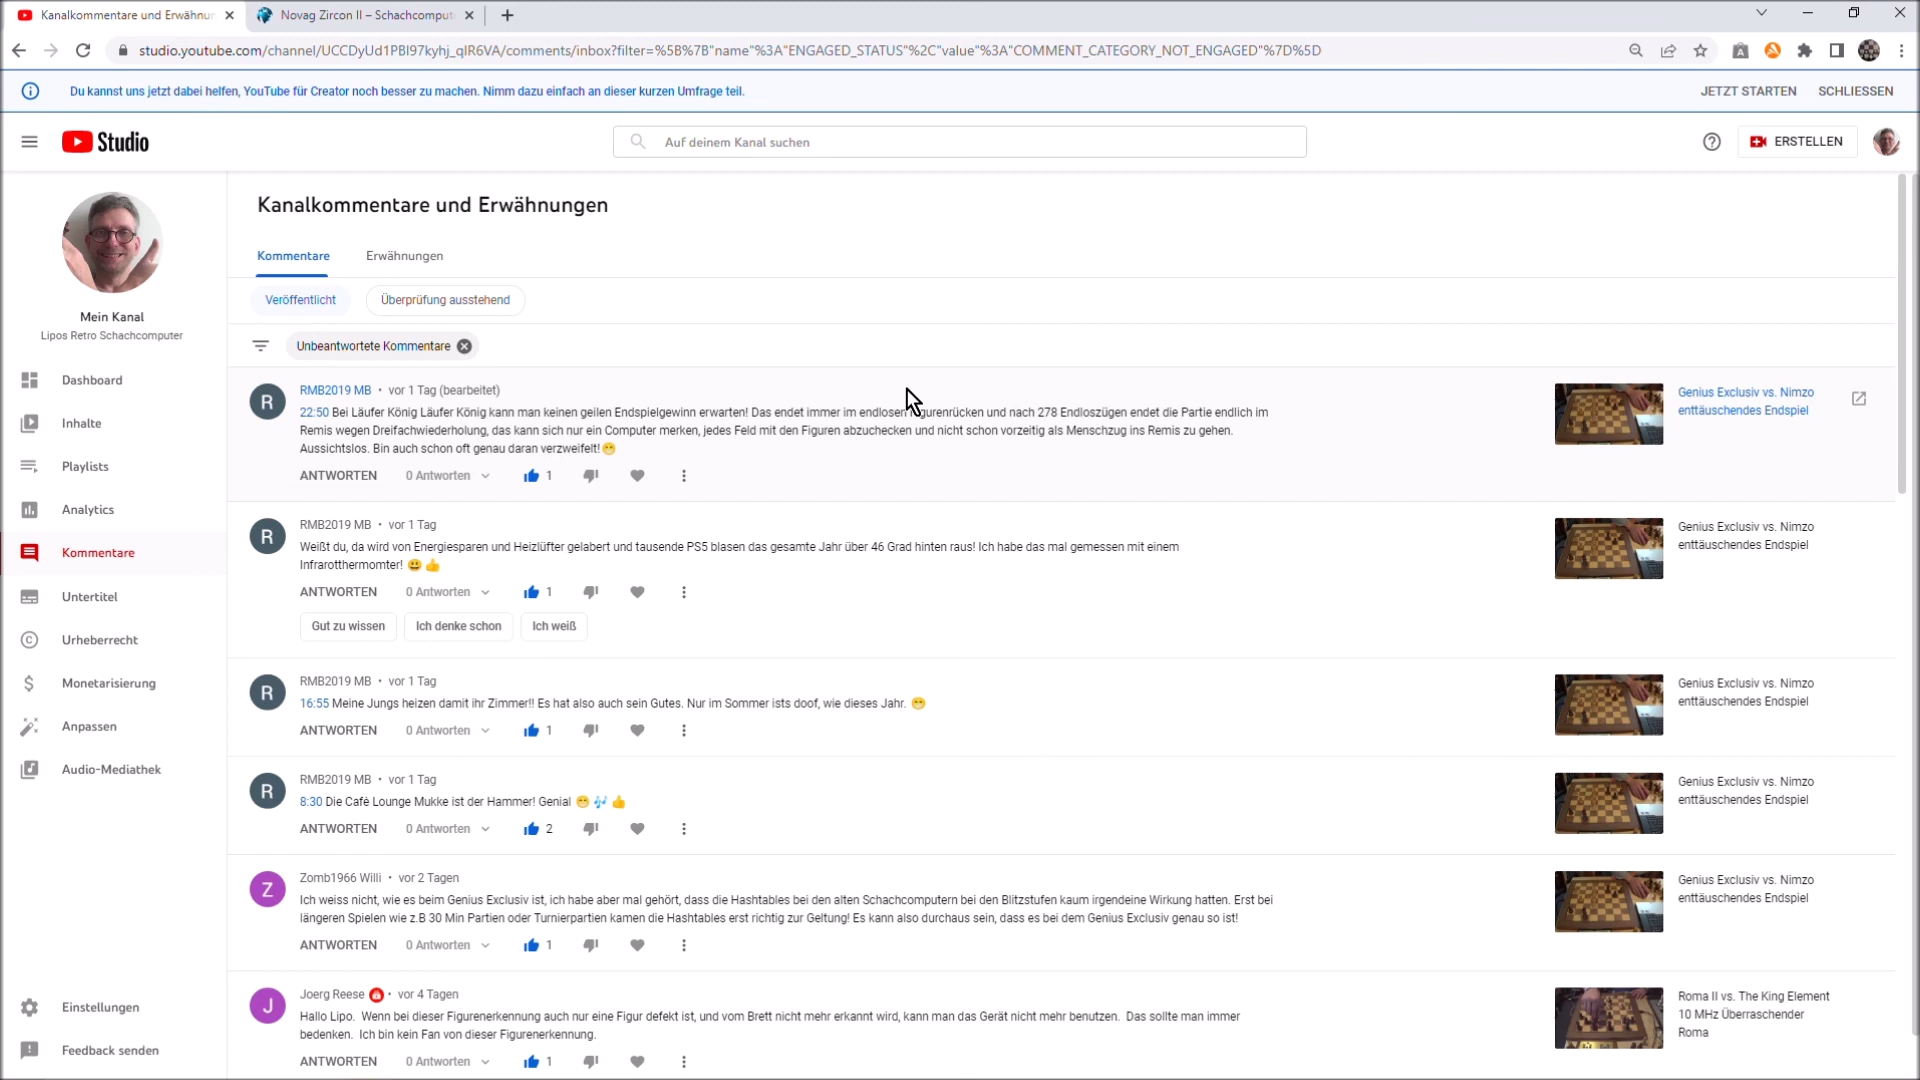 Kanalkommentare und Erwähnun
Novag Zircon II – Schachcomput
studio.youtube.com/channel/UCCDyUd1PBI97kyhj_qIR6VA/comments/inbox?filter=%5B%7B"name"%3A"ENGAGED_STATUS"%2C"value"%3A"COMMENT_CATEGORY_NOT_ENGAGED"%7D%5D
Du kannst uns jetzt dabei helfen, YouTube für Creator noch besser zu machen. Nimm dazu einfach an dieser kurzen Umfrage teil.
JETZT STARTEN
SCHLIESSEN
Studio
Auf deinem Kanal suchen
ERSTELLEN
Mein Kanal
Lipos Retro Schachcomputer
Dashboard
Inhalte
Playlists
Analytics
Kommentare
Untertitel
Urheberrecht
Monetarisierung
Anpassen
Audio-Mediathek
Einstellungen
Feedback senden
Kanalkommentare und Erwähnungen
Kommentare
Erwähnungen
Veröffentlicht
Überprüfung ausstehend
Unbeantwortete Kommentare
R
RMB2019 MB • vor 1 Tag (bearbeitet)
22:50 Bei Läufer König Läufer König kann man keinen geilen Endspielgewinn erwarten! Das endet immer im endlosen gurenrücken und nach 278 Endloszügen endet die Partie endlich im
Remis wegen Dreifachwiederholung, das kann sich nur ein Computer merken, jedes Feld mit den Figuren abzuchecken und nicht schon vorzeitig als Menschzug ins Remis zu gehen.
Aussichtslos. Bin auch schon oft genau daran verzweifelt!😁
ANTWORTEN 0 Antworten 1
Genius Exclusiv vs. Nimzo
enttäuschendes Endspiel
R
RMB2019 MB • vor 1 Tag
Weißt du, da wird von Energiesparen und Heizlüfter gelabert und tausende PS5 blasen das gesamte Jahr über 46 Grad hinten raus! Ich habe das mal gemessen mit einem
Infrarotthermomter! 😃👍
ANTWORTEN 0 Antworten 1
Gut zu wissen
Ich denke schon
Ich weiß
Genius Exclusiv vs. Nimzo
enttäuschendes Endspiel
R
RMB2019 MB • vor 1 Tag
16:55 Meine Jungs heizen damit ihr Zimmer!! Es hat also auch sein Gutes. Nur im Sommer ists doof, wie dieses Jahr. 😁
ANTWORTEN 0 Antworten 1
Genius Exclusiv vs. Nimzo
enttäuschendes Endspiel
R
RMB2019 MB • vor 1 Tag
8:30 Die Cafè Lounge Mukke ist der Hammer! Genial 😁🎶👍
ANTWORTEN 0 Antworten 2
Genius Exclusiv vs. Nimzo
enttäuschendes Endspiel
Z
Zomb1966 Willi • vor 2 Tagen
Ich weiss nicht, wie es beim Genius Exclusiv ist, ich habe aber mal gehört, dass die Hashtables bei den alten Schachcomputern bei den Blitzstufen kaum irgendeine Wirkung hatten. Erst bei
längeren Spielen wie z.B 30 Min Partien oder Turnierpartien kamen die Hashtables erst richtig zur Geltung! Es kann also durchaus sein, dass es bei dem Genius Exclusiv genau so ist!
ANTWORTEN 0 Antworten 1
Genius Exclusiv vs. Nimzo
enttäuschendes Endspiel
J
Joerg Reese • vor 4 Tagen
Hallo Lipo. Wenn bei dieser Figurenerkennung auch nur eine Figur defekt ist, und vom Brett nicht mehr erkannt wird, kann man das Gerät nicht mehr benutzen. Das sollte man immer
bedenken. Ich bin kein Fan von dieser Figurenerkennung.
ANTWORTEN 0 Antworten 1
Roma II vs. The King Element
10 MHz Überraschender
Roma